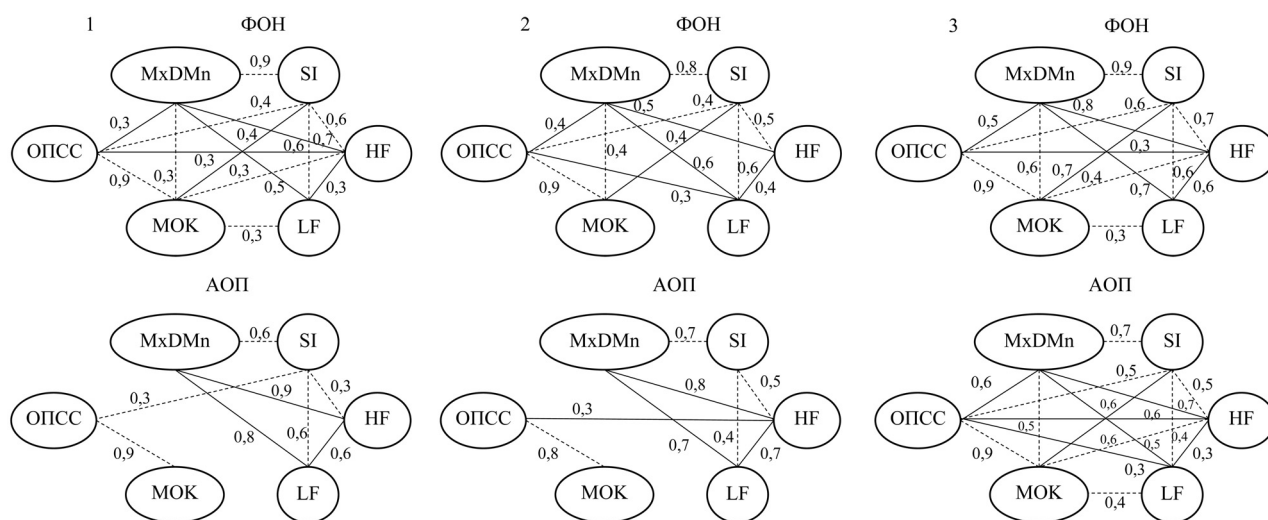 1 ФОН 2 ФОН 3 ФОН
MxDMn 0,9 SI MxDMn 0,8 SI MxDMn 0,9 SI
0,3 0,4 0,6 0,4 0,5 0,4 0,5 0,5 0,8 0,6 0,7
0,4 0,6 0,7 0,4 0,3
ОПСС HF ОПСС HF ОПСС HF
0,9 0,3 0,3 0,3 0,5 0,3 0,9 0,4 0,3 0,6 0,6 0,4 0,9 0,6 0,7 0,4 0,7 0,6 0,6
МОК 0,3 LF МОК LF МОК 0,3 LF
АОП АОП АОП
MxDMn 0,6 SI MxDMn 0,7 SI MxDMn 0,7 SI
0,3 0,9 0,3 0,8 0,5 0,6 0,5 0,5
0,6 0,6 0,7
ОПСС HF ОПСС 0,3 HF ОПСС HF
0,9 0,8 0,6 0,6 0,8 0,7 0,4 0,7 0,9 0,5 0,6 0,5 0,4 0,3 0,3
МОК LF МОК LF МОК 0,4 LF